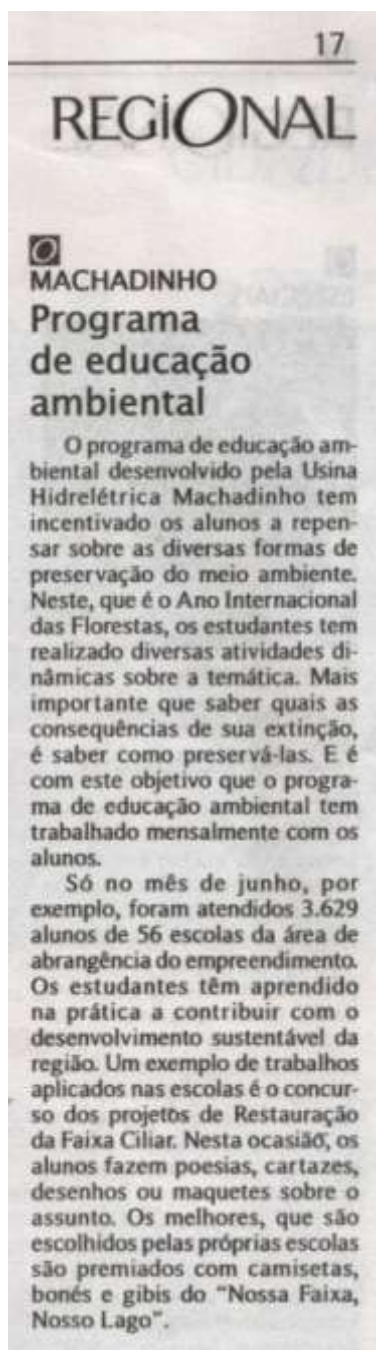 17
REGiONAL
O
MACHADINHO
Programa
de educação
ambiental
O programa de educação am-
biental desenvolvido pela Usina
Hidrelétrica Machadinho tem
incentivado os alunos a repen-
sar sobre as diversas formas de
preservação do meio ambiente.
Neste, que é o Ano Internacional
das Florestas, os estudantes tem
realizado diversas atividades di-
nâmicas sobre a temática. Mais
importante que saber quais as
consequências de sua extinção,
é saber como preservá-las. E é
com este objetivo que o progra-
ma de educação ambiental tem
trabalhado mensalmente com os
alunos.
Só no mês de junho, por
exemplo, foram atendidos 3.629
alunos de 56 escolas da área de
abrangência do empreendimento.
Os estudantes têm aprendido
na prática a contribuir com o
desenvolvimento sustentável da
região. Um exemplo de trabalhos
aplicados nas escolas é o concur-
so dos projetos de Restauração
da Faixa Ciliar. Nesta ocasião, os
alunos fazem poesias, cartazes,
desenhos ou maquetes sobre o
assunto. Os melhores, que são
escolhidos pelas próprias escolas
são premiados com camisetas,
bonés e gibis do “Nossa Faixa,
Nosso Lago”.